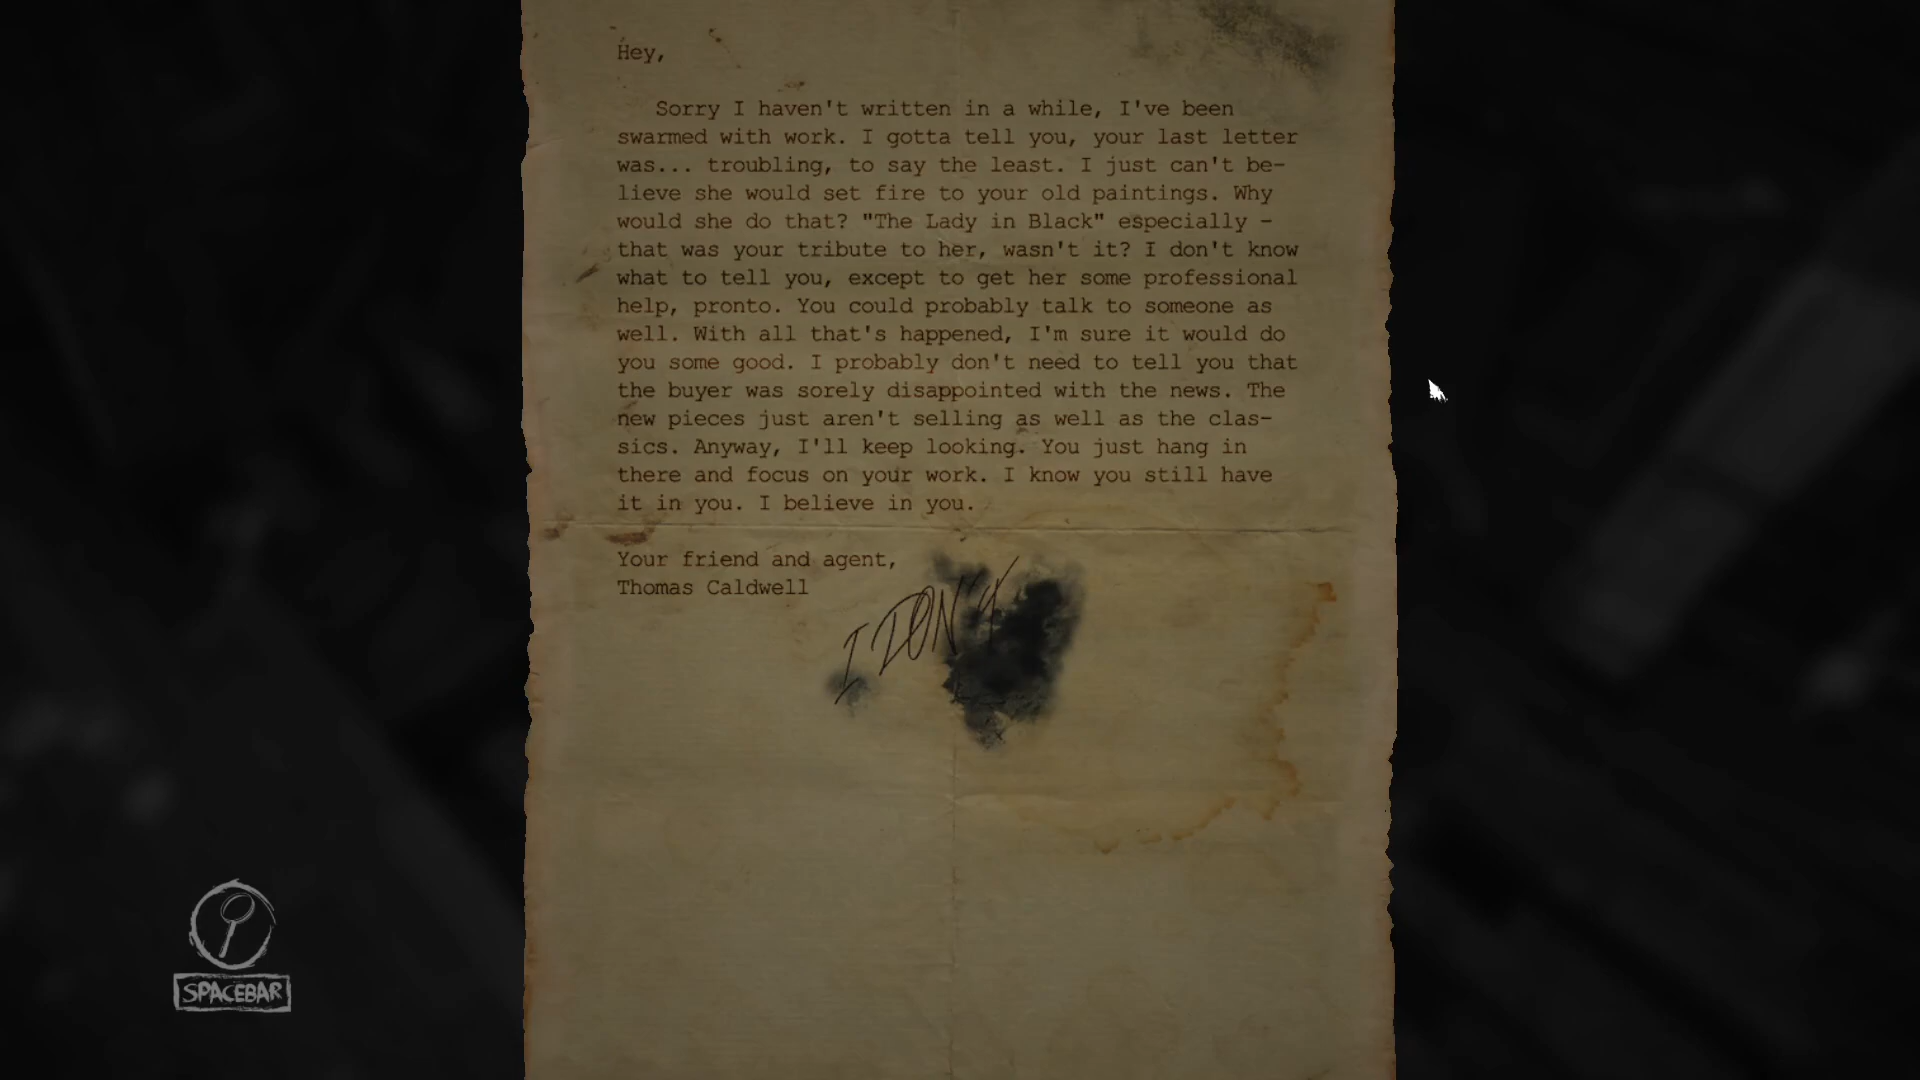 Hey,
Sorry I haven't written in a while, I've been
swarmed with work. I gotta tell you, your last letter
was... troubling, to say the least. I just can't be-
lieve she would set fire to your old paintings. Why
would she do that? "The Lady in Black" especially -
that was your tribute to her, wasn't it? I don't know
what to tell you, except to get her some professional
help, pronto. You could probably talk to someone as
well. With all that's happened, I'm sure it would do
you some good. I probably don't need to tell you that
the buyer was sorely disappointed with the news. The
new pieces just aren't selling as well as the clas-
sics. Anyway, I'll keep looking. You just hang in
there and focus on your work. I know you still have
it in you. I believe in you.
Your friend and agent,
Thomas Caldwell
I DON'T
SPACEBAR